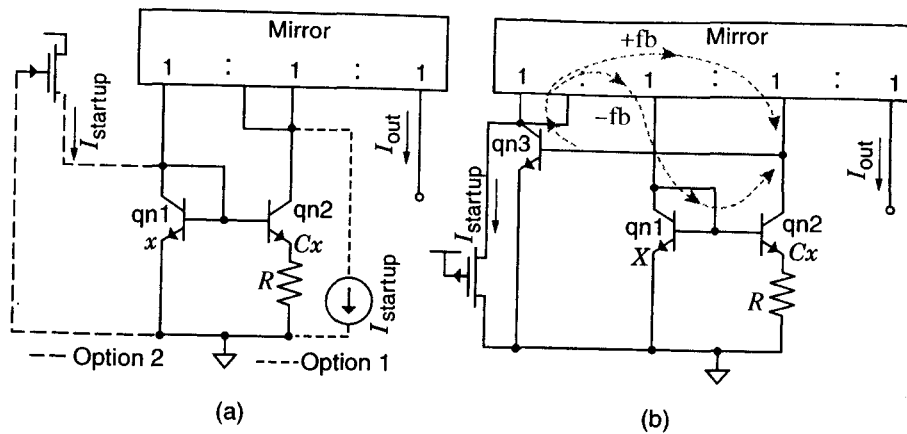 Mirror
1 : 1 : 1
I_startup
I_out
qn1
x
qn2
Cx
R
I_startup
Option 2
Option 1
(a)
+fb
Mirror
1 : 1 : 1 : 1
-fb
qn3
I_startup
I_out
qn1
X
qn2
Cx
R
(b)